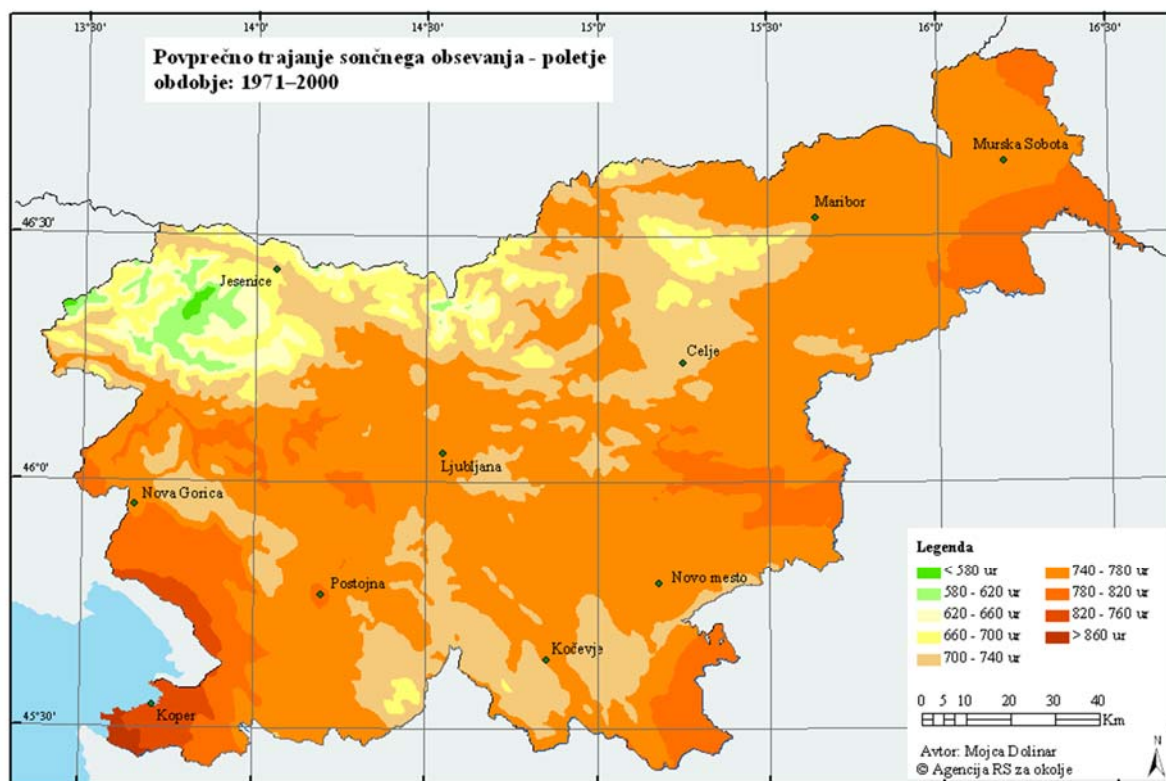 13°30'
14°0'
14°30'
15°0'
15°30'
16°0'
16°30'
Povprečno trajanje sončnega obsevanja - poletje
obdobje: 1971–2000
Murska Sobota
Maribor
46°30'
Jesenice
Celje
Ljubljana
46°0'
Nova Gorica
Postojna
Novo mesto
Kočevje
Koper
45°30'
Legenda
< 580 ur
580 - 620 ur
620 - 660 ur
660 - 700 ur
700 - 740 ur
740 - 780 ur
780 - 820 ur
820 - 760 ur
> 860 ur
0 5 10 20 30 40
Km
N
Avtor: Mojca Dolinar
© Agencija RS za okolje